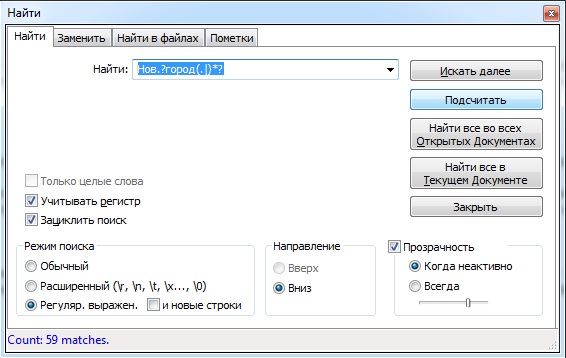 Найти
Найти Заменить Найти в файлах Пометки
Найти: Нов.?город(.|)*? Искать далее
Подсчитать
Найти все во всех
Открытых Документах
Найти все в
Текущем Документе
Только целые слова
Учитывать регистр
Зациклить поиск
Закрыть
Режим поиска Направление Прозрачность
Обычный Вверх Когда неактивно
Расширенный (\r, \n, \t, \x..., \0) Вниз Всегда
Регуляр. выражен. и новые строки
Count: 59 matches.